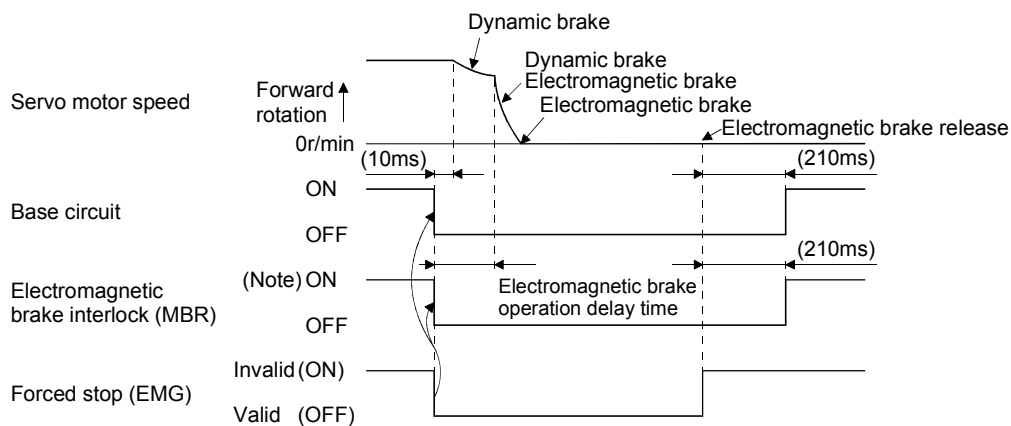 Dynamic brake
Dynamic brake
Electromagnetic brake
Electromagnetic brake
Servo motor speed
Forward
rotation
0r/min
Electromagnetic brake release
(10ms)
(210ms)
Base circuit
ON
OFF
(210ms)
Electromagnetic
brake interlock (MBR)
(Note) ON
OFF
Electromagnetic brake
operation delay time
Forced stop (EMG)
Invalid (ON)
Valid (OFF)